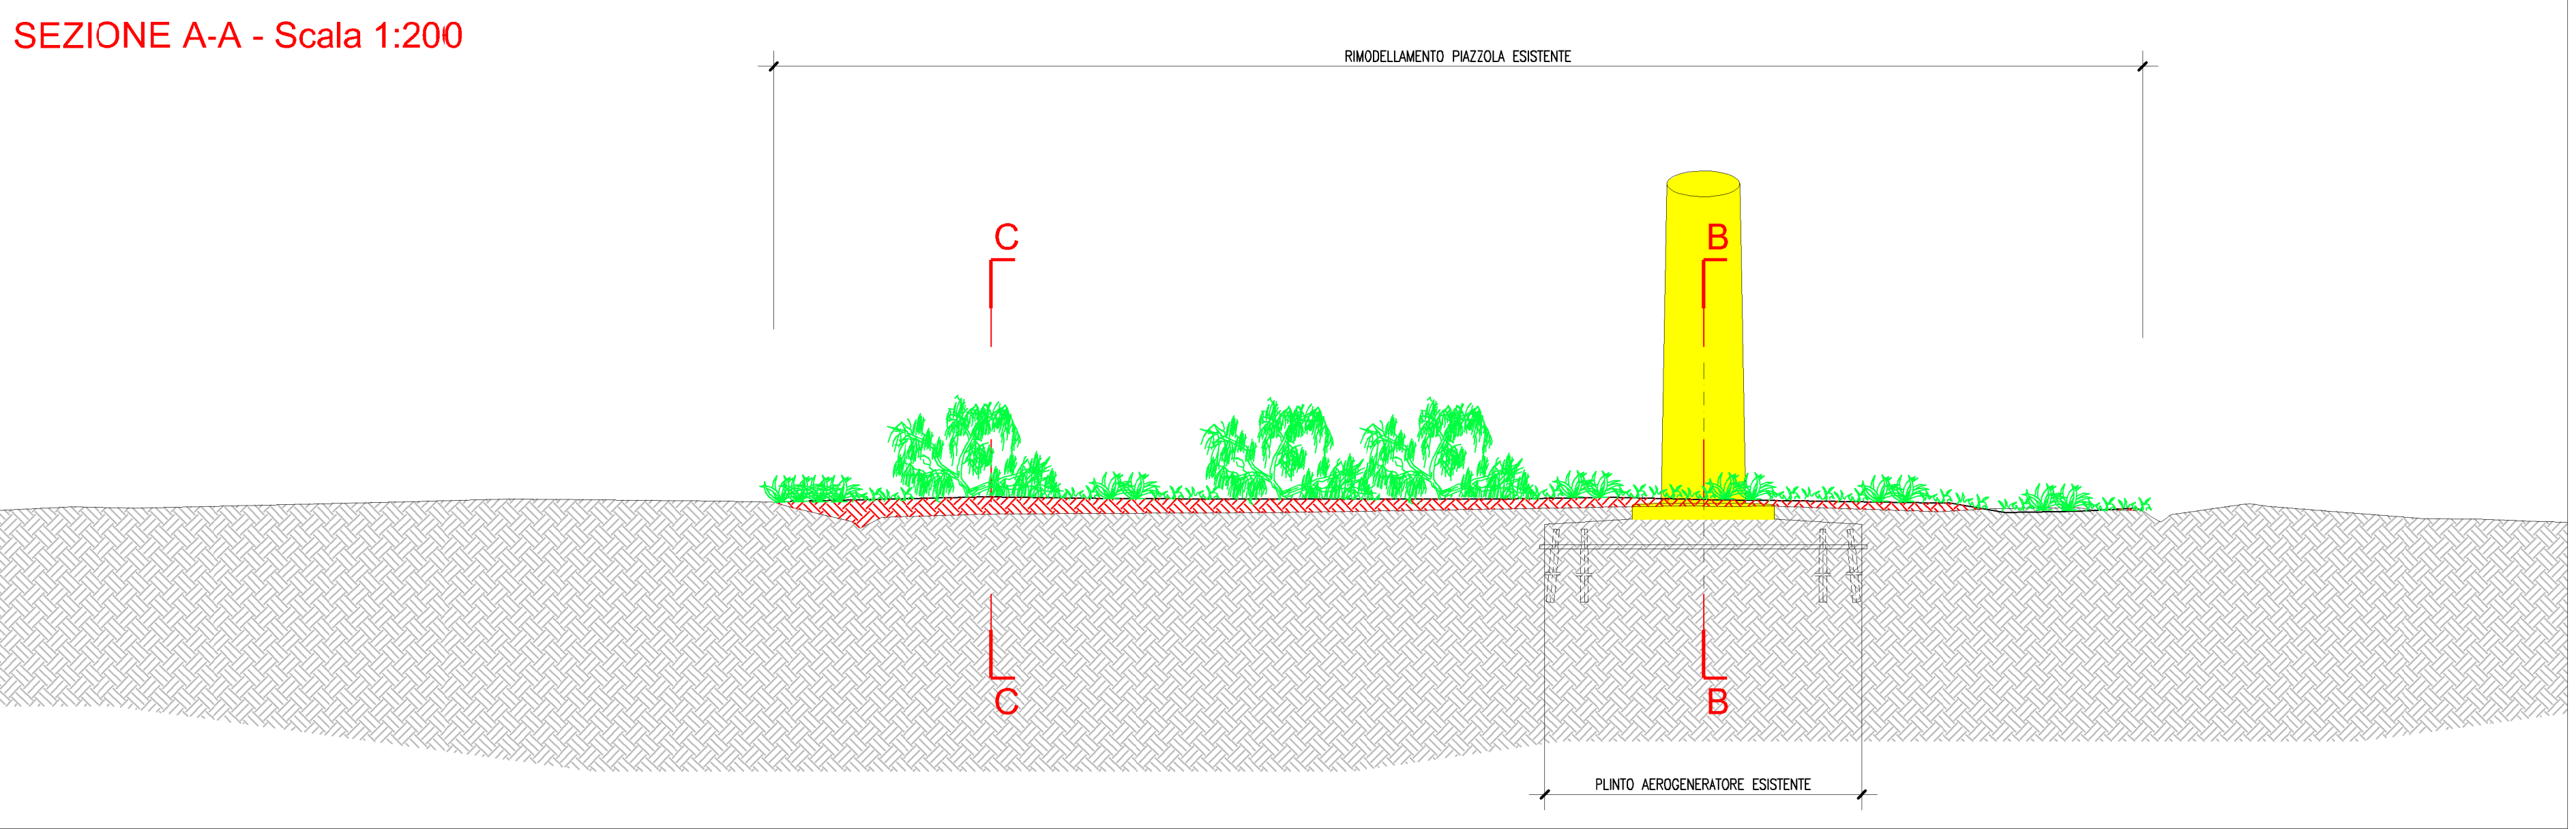 SEZIONE A-A - Scala 1:200
RIMODELLAMENTO PIAZZOLA ESISTENTE
C
B
C
B
PLINTO AEROGENERATORE ESISTENTE